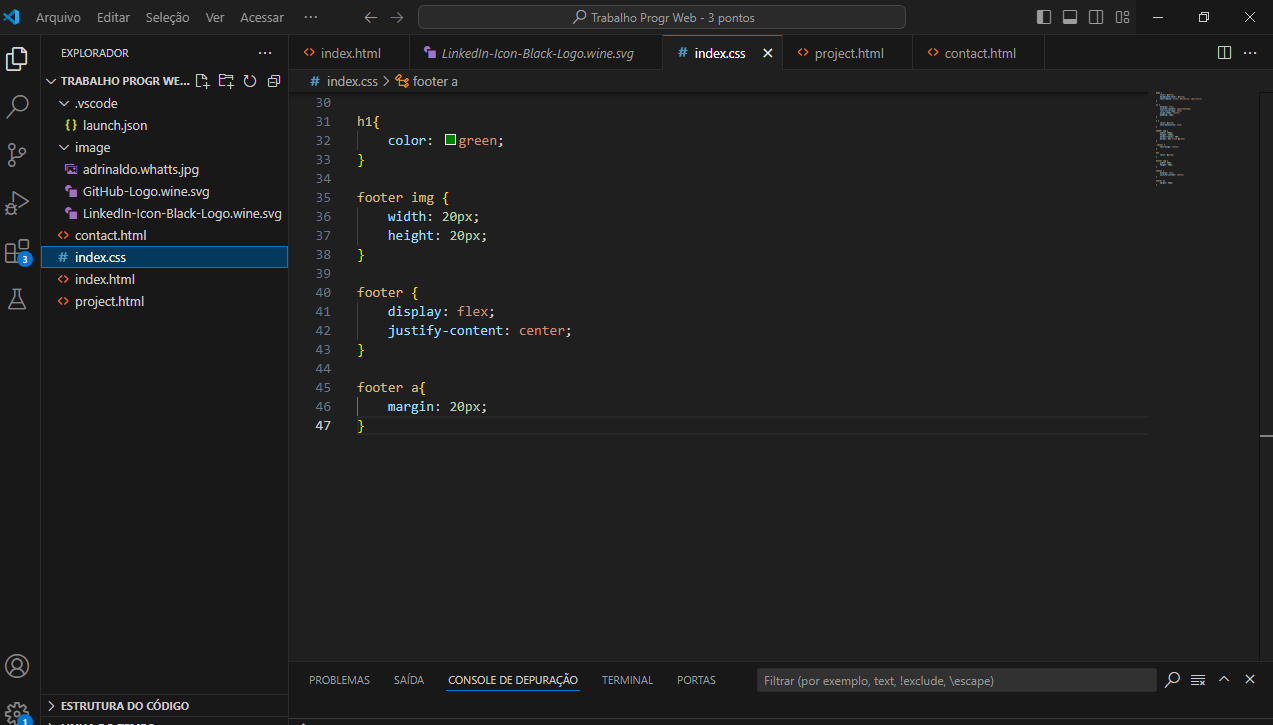 Arquivo Editar Seleção Ver Acessar ··· Trabalho Progr Web - 3 pontos
EXPLORADOR ···
TRABALHO PROGR WE...
.vscode
{} launch.json
image
adrinaldo.whatts.jpg
GitHub-Logo.wine.svg
LinkedIn-Icon-Black-Logo.wine.svg
<> contact.html
# index.css
<> index.html
<> project.html
ESTRUTURA DO CÓDIGO
3
1
<> index.html LinkedIn-Icon-Black-Logo.wine.svg # index.css <> project.html <> contact.html
# index.css > footer a
30
31 h1{
32 color: green;
33 }
34
35 footer img {
36 width: 20px;
37 height: 20px;
38 }
39
40 footer {
41 display: flex;
42 justify-content: center;
43 }
44
45 footer a{
46 margin: 20px;
47 }
PROBLEMAS SAÍDA CONSOLE DE DEPURAÇÃO TERMINAL PORTAS Filtrar (por exemplo, text, !exclude, \escape)